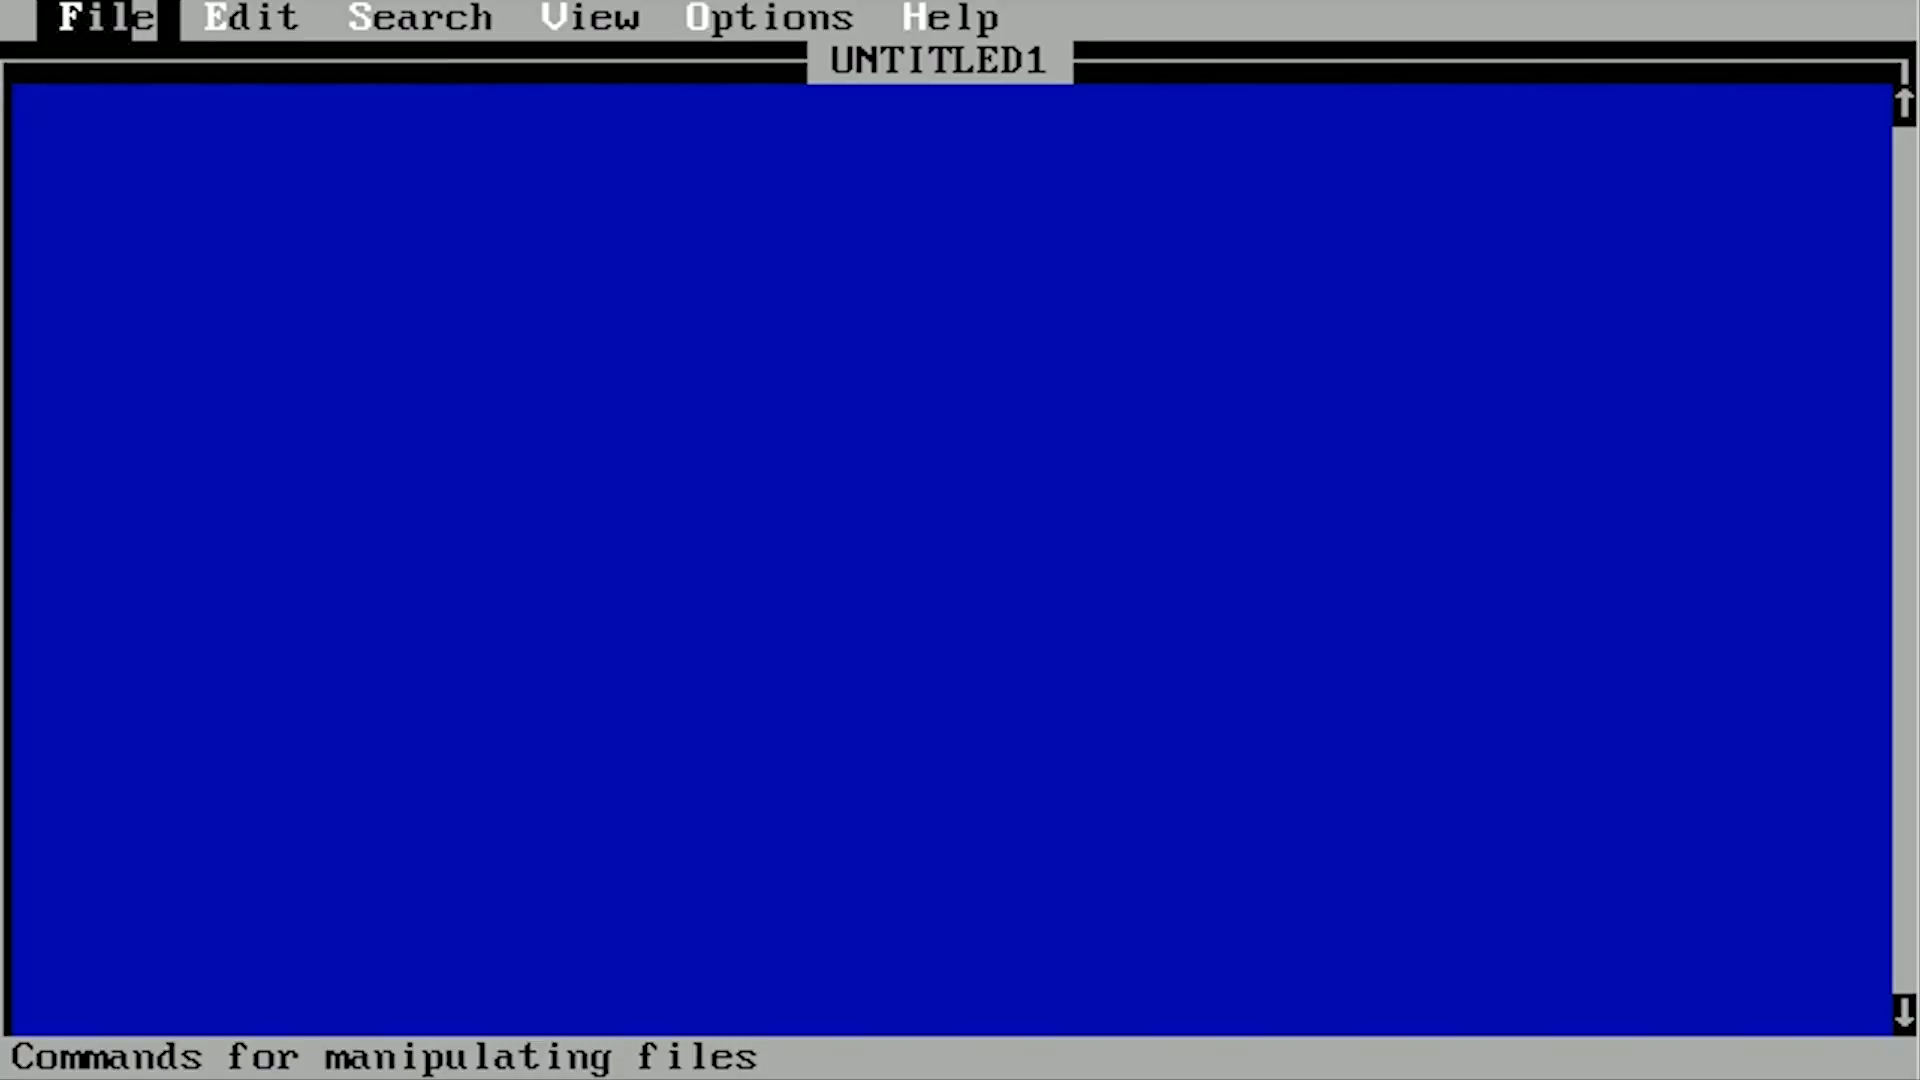 File Edit Search View Options Help
UNTITLED1
Commands for manipulating files